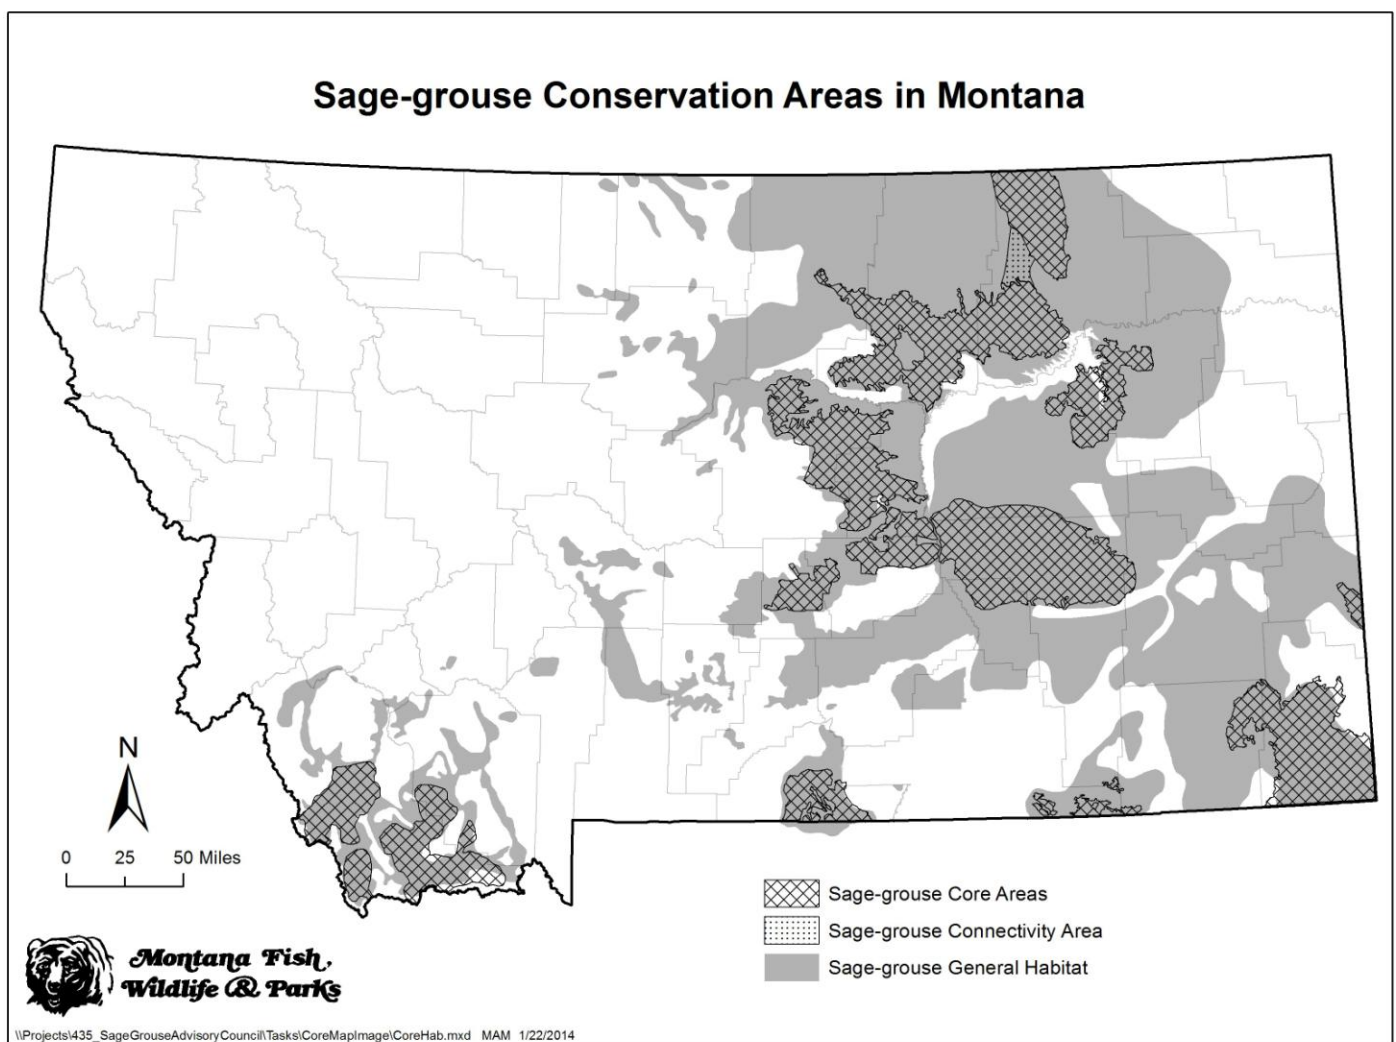 Sage-grouse Conservation Areas in Montana
N
0 25 50 Miles
Sage-grouse Core Areas
Sage-grouse Connectivity Area
Sage-grouse General Habitat
Montana Fish,
Wildlife & Parks
\\Projects\435_SageGrouseAdvisoryCouncil\Tasks\CoreMapImage\CoreHab.mxd MAM 1/22/2014